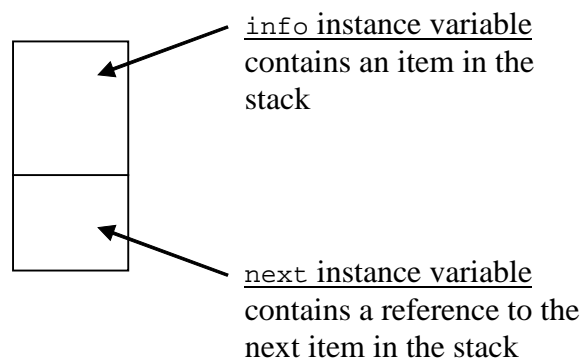 info instance variable
contains an item in the
stack
next instance variable
contains a reference to the
next item in the stack